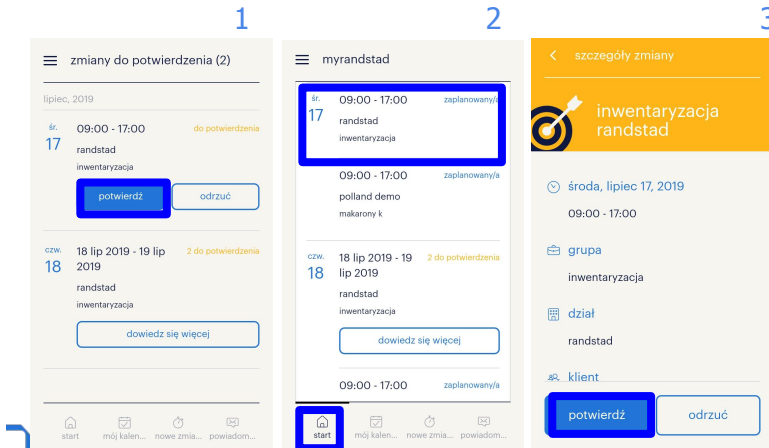 1
zmiany do potwierdzenia (2)
lipiec, 2019
śr.
17
09:00 - 17:00
do potwierdzenia
randstad
inwentaryzacja
potwierdź
odrzuć
czw.
18
18 lip 2019 - 19 lip
2019
2 do potwierdzenia
randstad
inwentaryzacja
dowiedz się więcej
start
mój kalen...
nowe zmia...
powiadom...
2
myrandstad
śr.
17
09:00 - 17:00
zaplanowany/a
randstad
inwentaryzacja
09:00 - 17:00
zaplanowany/a
polland demo
makarony k
czw.
18
18 lip 2019 - 19
lip 2019
2 do potwierdzenia
randstad
inwentaryzacja
dowiedz się więcej
09:00 - 17:00
zaplanowany/a
start
mój kalen...
nowe zmia...
powiadom...
3
szczegóły zmiany
inwentaryzacja
randstad
środa, lipiec 17, 2019
09:00 - 17:00
grupa
inwentaryzacja
dział
randstad
klient
potwierdź
odrzuć